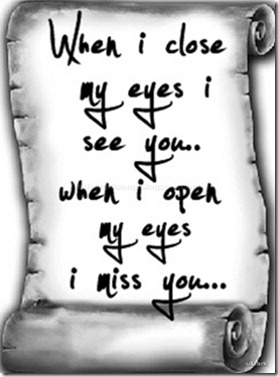 When i close
my eyes i
see you..
when i open
my eyes
i miss you...